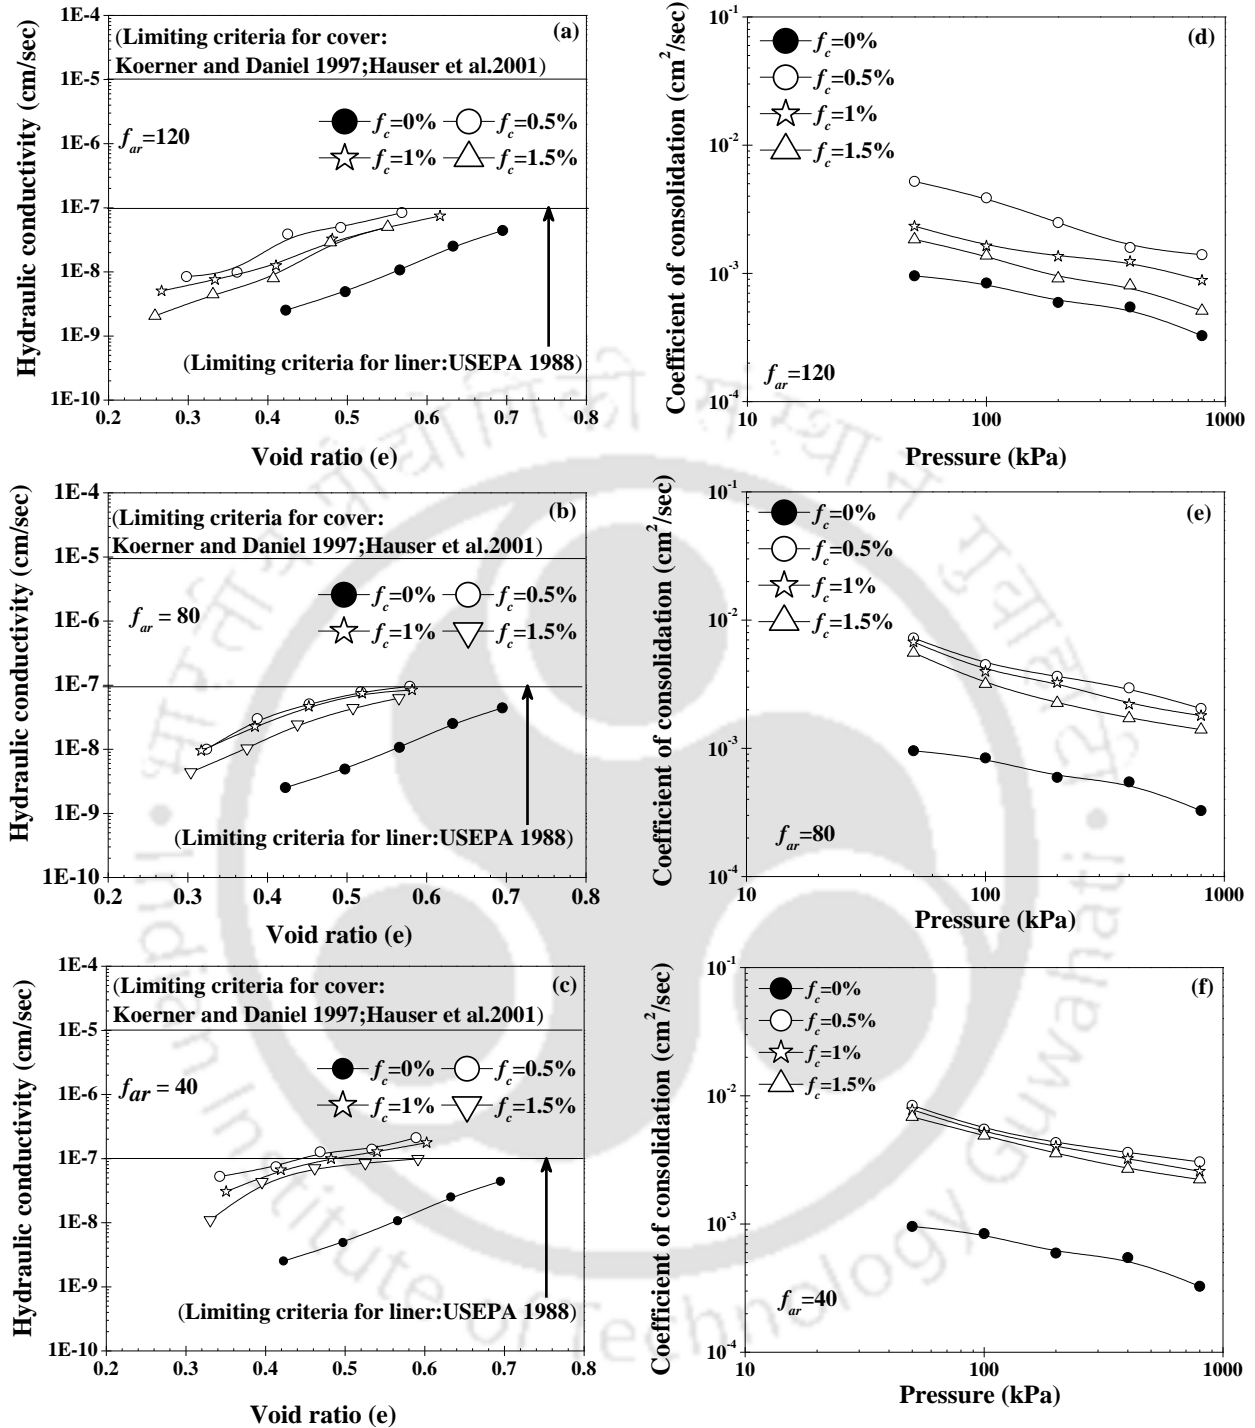 1E-4
(a)
(Limiting criteria for cover:
Koerner and Daniel 1997;Hauser et al.2001)
1E-5
f_c=0% f_c=0.5%
f_ar=120
1E-6
f_c=1% f_c=1.5%
1E-7
1E-8
1E-9
(Limiting criteria for liner:USEPA 1988)
1E-10
0.2 0.3 0.4 0.5 0.6 0.7 0.8
Void ratio (e)
Hydraulic conductivity (cm/sec)
10^-1
(d)
f_c=0%
f_c=0.5%
f_c=1%
f_c=1.5%
10^-2
10^-3
f_ar=120
10^-4
10 100 1000
Pressure (kPa)
Coefficient of consolidation (cm^2/sec)
1E-4
(b)
(Limiting criteria for cover:
Koerner and Daniel 1997;Hauser et al.2001)
1E-5
f_c=0% f_c=0.5%
f_ar = 80
1E-6
f_c=1% f_c=1.5%
1E-7
1E-8
1E-9
(Limiting criteria for liner:USEPA 1988)
1E-10
0.2 0.3 0.4 0.5 0.6 0.7 0.8
Void ratio (e)
Hydraulic conductivity (cm/sec)
10^-1
(e)
f_c=0%
f_c=0.5%
f_c=1%
f_c=1.5%
10^-2
10^-3
f_ar=80
10^-4
10 100 1000
Pressure (kPa)
Coefficient of consolidation (cm^2/sec)
1E-4
(c)
(Limiting criteria for cover:
Koerner and Daniel 1997;Hauser et al.2001)
1E-5
f_c=0% f_c=0.5%
f_ar = 40
1E-6
f_c=1% f_c=1.5%
1E-7
1E-8
1E-9
(Limiting criteria for liner:USEPA 1988)
1E-10
0.2 0.3 0.4 0.5 0.6 0.7 0.8
Void ratio (e)
Hydraulic conductivity (cm/sec)
10^-1
(f)
f_c=0%
f_c=0.5%
f_c=1%
f_c=1.5%
10^-2
10^-3
f_ar=40
10^-4
10 100 1000
Pressure (kPa)
Coefficient of consolidation (cm^2/sec)
Indian Institute of Technology Guwahati